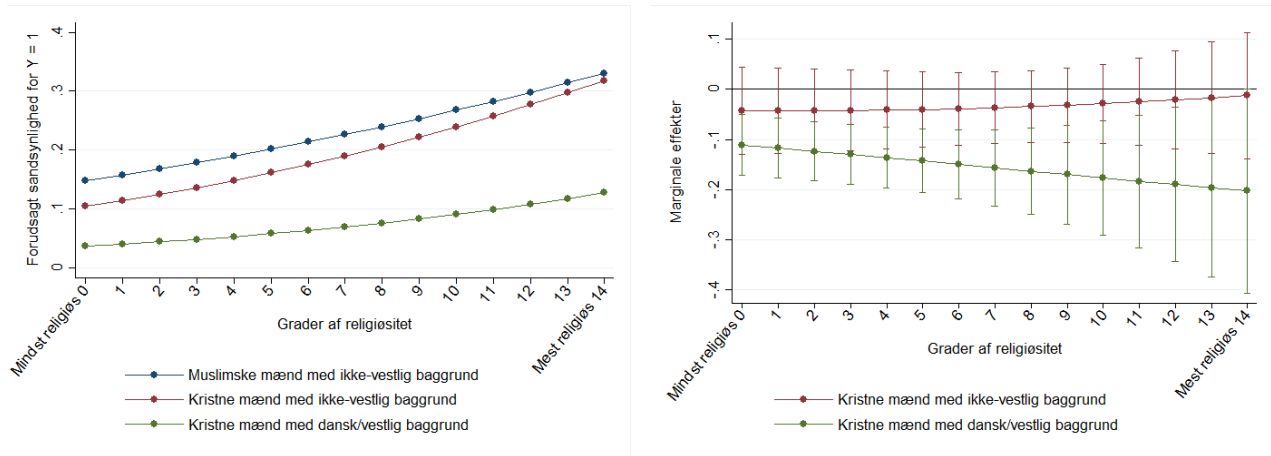 Forudsagt sandsynlighed for Y = 1
.4
.3
.2
.1
0
Mindst religiøs 0
1
2
3
4
5
6
7
8
9
10
11
12
13
Mest religiøs 14
Grader af religiøsitet
Muslimske mænd med ikke-vestlig baggrund
Kristne mænd med ikke-vestlig baggrund
Kristne mænd med dansk/vestlig baggrund
Marginale effekter
.1
0
-.1
-.2
-.3
-.4
Mindst religiøs 0
1
2
3
4
5
6
7
8
9
10
11
12
13
Mest religiøs 14
Grader af religiøsitet
Kristne mænd med ikke-vestlig baggrund
Kristne mænd med dansk/vestlig baggrund